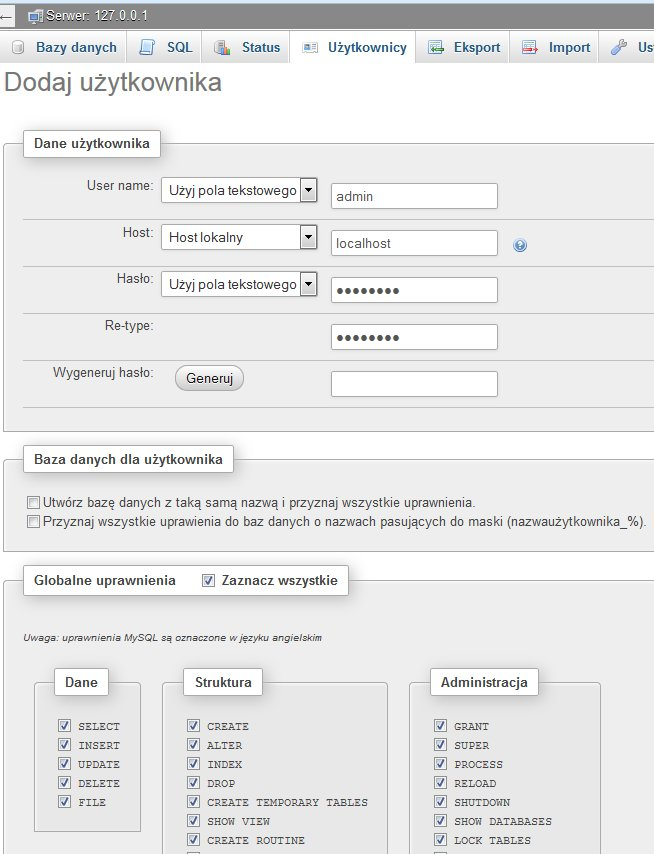 Serwer: 127.0.0.1
Bazy danych SQL Status Użytkownicy Eksport Import
Dodaj użytkownika
Dane użytkownika
User name: Użyj pola tekstowego admin
Host: Host lokalny localhost
Hasło: Użyj pola tekstowego ●●●●●●●●
Re-type: ●●●●●●●●
Wygeneruj hasło: Generuj
Baza danych dla użytkownika
Utwórz bazę danych z taką samą nazwą i przyznaj wszystkie uprawnienia.
Przyznaj wszystkie uprawienia do baz danych o nazwach pasujących do maski (nazwaużytkownika_%).
Globalne uprawnienia Zaznacz wszystkie
Uwaga: uprawnienia MySQL są oznaczone w języku angielskim
Dane Struktura Administracja
SELECT CREATE GRANT
INSERT ALTER SUPER
UPDATE INDEX PROCESS
DELETE DROP RELOAD
FILE CREATE TEMPORARY TABLES SHUTDOWN
SHOW VIEW SHOW DATABASES
CREATE ROUTINE LOCK TABLES